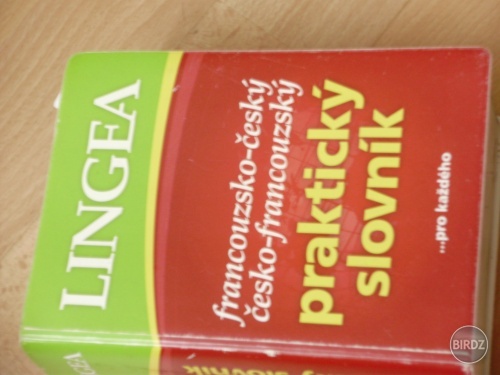 LINGEA
francouzsko-český
česko-francouzský
praktický
slovník
...pro každého
BIRDZ